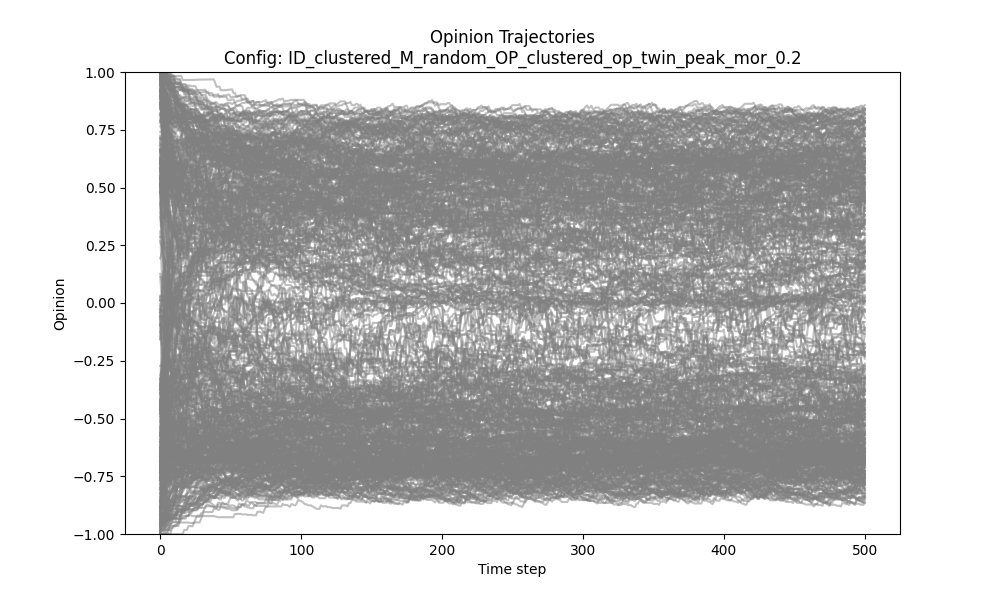 Opinion Trajectories
Config: ID_clustered_M_random_OP_clustered_op_twin_peak_mor_0.2
1.00
0.75
0.50
0.25
0.00
−0.25
−0.50
−0.75
−1.00
Opinion
0 100 200 300 400 500
Time step